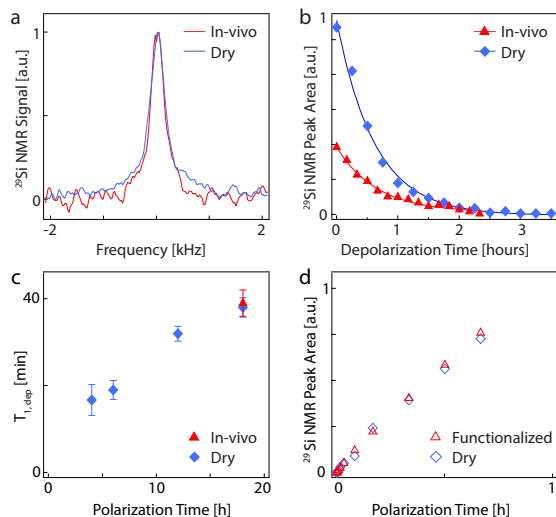 a
²⁹Si NMR Signal [a.u.]
1
0
In-vivo
Dry
-2
0
2
Frequency [kHz]
b
²⁹Si NMR Peak Area [a.u.]
1
0
In-vivo
Dry
0
1
2
3
Depolarization Time [hours]
c
T1,dep [min]
40
0
In-vivo
Dry
0
10
20
Polarization Time [h]
d
²⁹Si NMR Peak Area [a.u.]
1
0
Functionalized
Dry
0
1
Polarization Time [h]